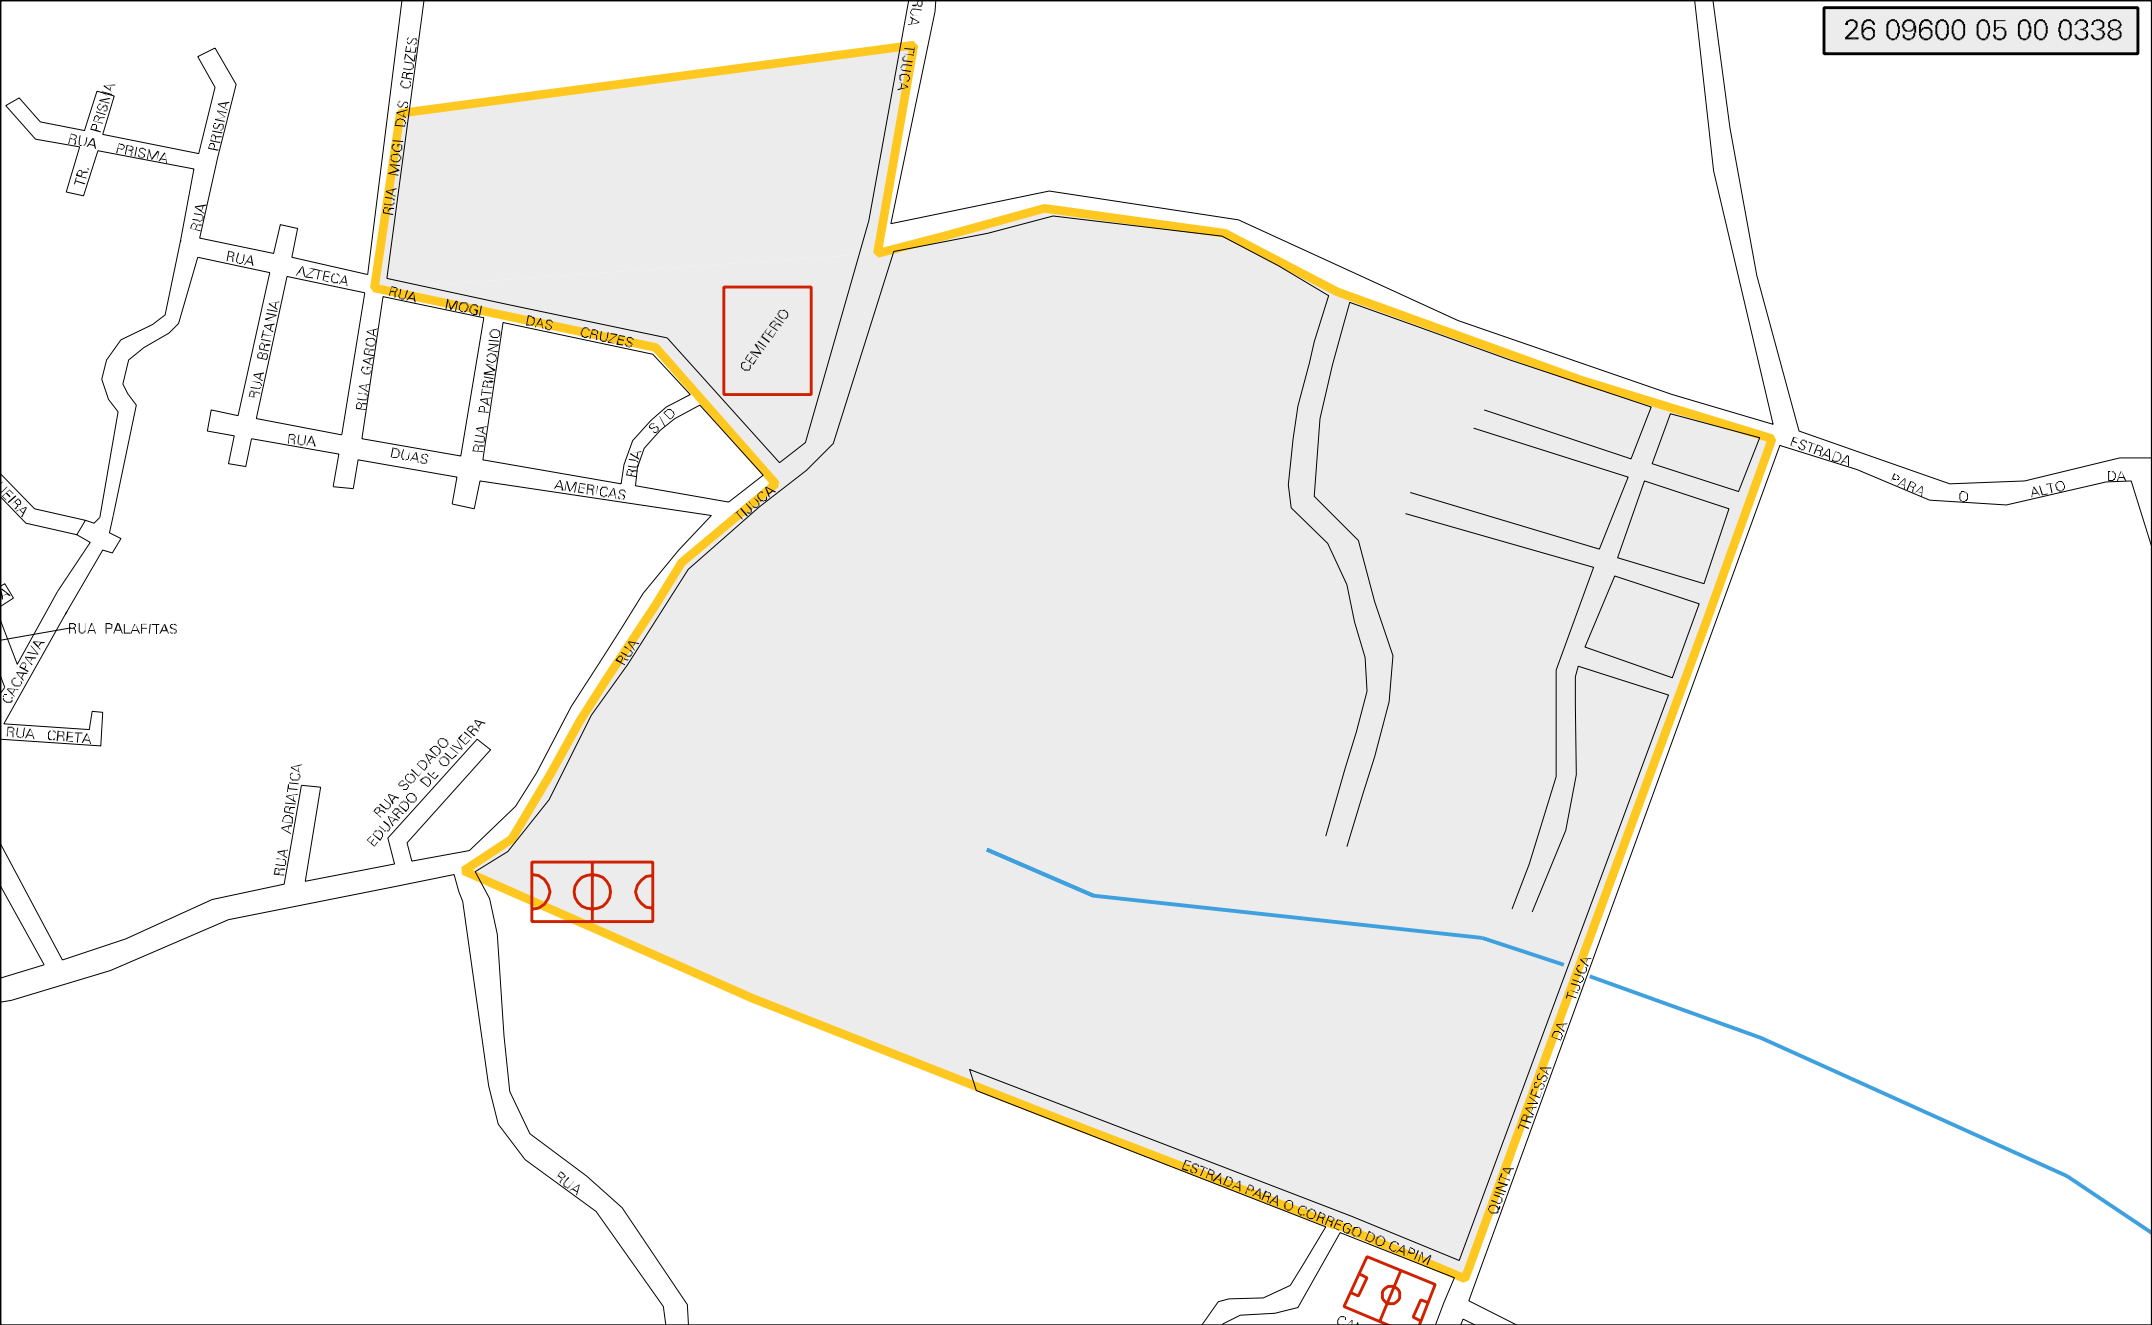 26 09600 05 00 0338
RUA TIJUCA
RUA MOGI DAS CRUZES
TR. PRISMA
RUA PRISMA
RUA PRISMA
RUA AZTECA
RUA MOGI DAS CRUZES
CEMITERIO
RUA BRITANIA
RUA GAROA
RUA PATRIMONIO
RUA S/D
RUA DUAS AMERICAS
ESTRADA PARA O ALTO DA
RUA TIJUCA
EIRA
RUA PALAFITAS
CACAPAVA
RUA CRETA
RUA SOLDADO
EDUARDO DE OLIVEIRA
RUA ADRIATICA
QUINTA TRAVESSA DA TIJUCA
RUA
ESTRADA PARA O CORREGO DO CAPIM